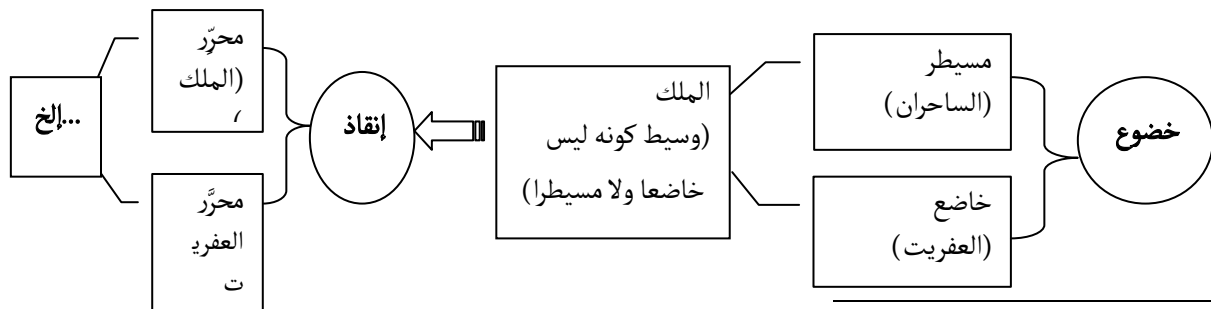 خضوع
مسيطر
(الساحران)
خاضع
(العفريت)
الملك
(وسيط كونه ليس
خاضعا ولا مسيطرا)
إنقاذ
محرِّر
(الملك
)
محرَّر
العفريـ
ت
...إلخ